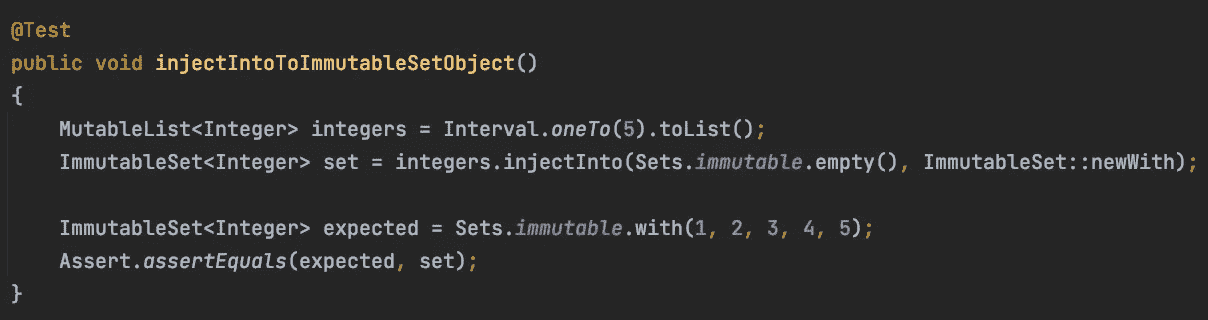 @Test
public void injectIntoToImmutableSetObject()
{
    MutableList<Integer> integers = Interval.oneTo(5).toList();
    ImmutableSet<Integer> set = integers.injectInto(Sets.immutable.empty(), ImmutableSet::newWith);

    ImmutableSet<Integer> expected = Sets.immutable.with(1, 2, 3, 4, 5);
    Assert.assertEquals(expected, set);
}